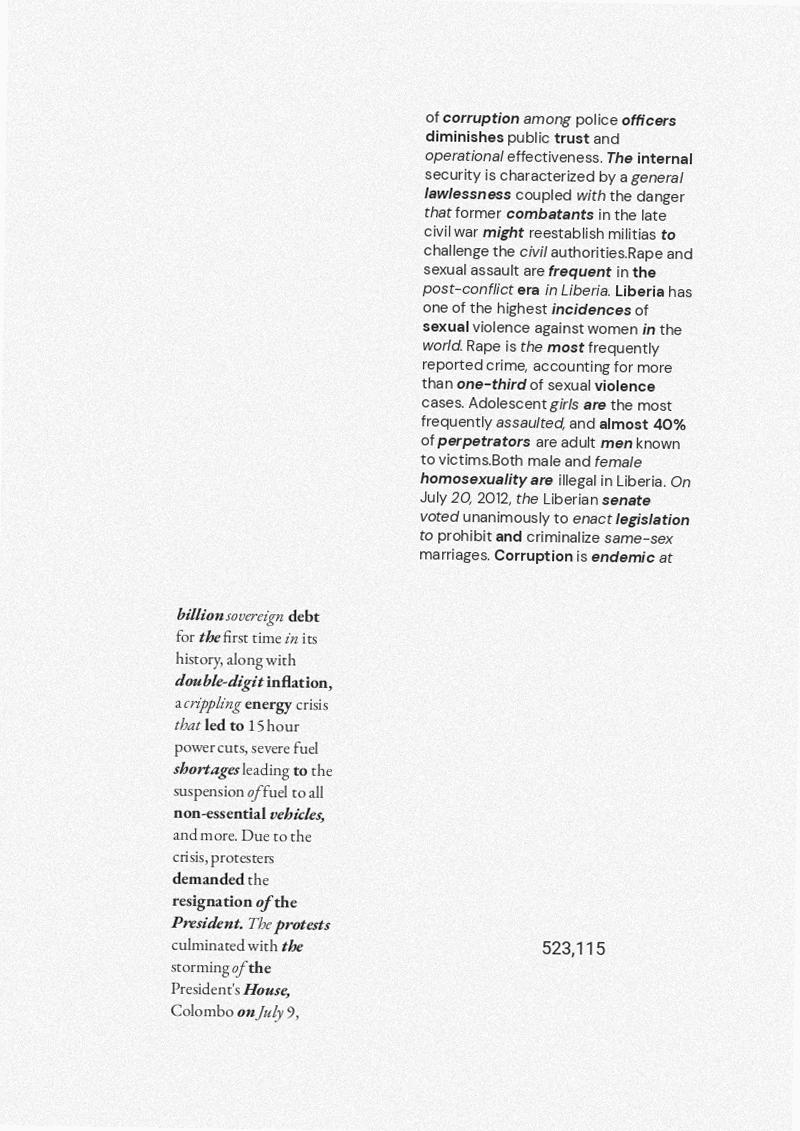 of corruption among police officers
diminishes public trust and
operational effectiveness. The internal
security is characterized by a general
lawlessness coupled with the danger
that former combatants in the late
civil war might reestablish militias to
challenge the civil authorities.Rape and
sexual assault are frequent in the
post-conflict era in Liberia. Liberia has
one of the highest incidences of
sexual violence against women in the
world. Rape is the most frequently
reported crime, accounting for more
than one-third of sexual violence
cases. Adolescent girls are the most
frequently assaulted, and almost 40%
of perpetrators are adult men known
to victims.Both male and female
homosexuality are illegal in Liberia. On
July 20, 2012, the Liberian senate
voted unanimously to enact legislation
to prohibit and criminalize same-sex
marriages. Corruption is endemic at
billion sovereign debt
for the first time in its
history, along with
double-digit inflation,
a crippling energy crisis
that led to 15 hour
power cuts, severe fuel
shortages leading to the
suspension of fuel to all
non-essential vehicles,
and more. Due to the
crisis, protesters
demanded the
resignation of the
President. The protests
culminated with the
storming of the
President's House,
Colombo on July 9,
523,115